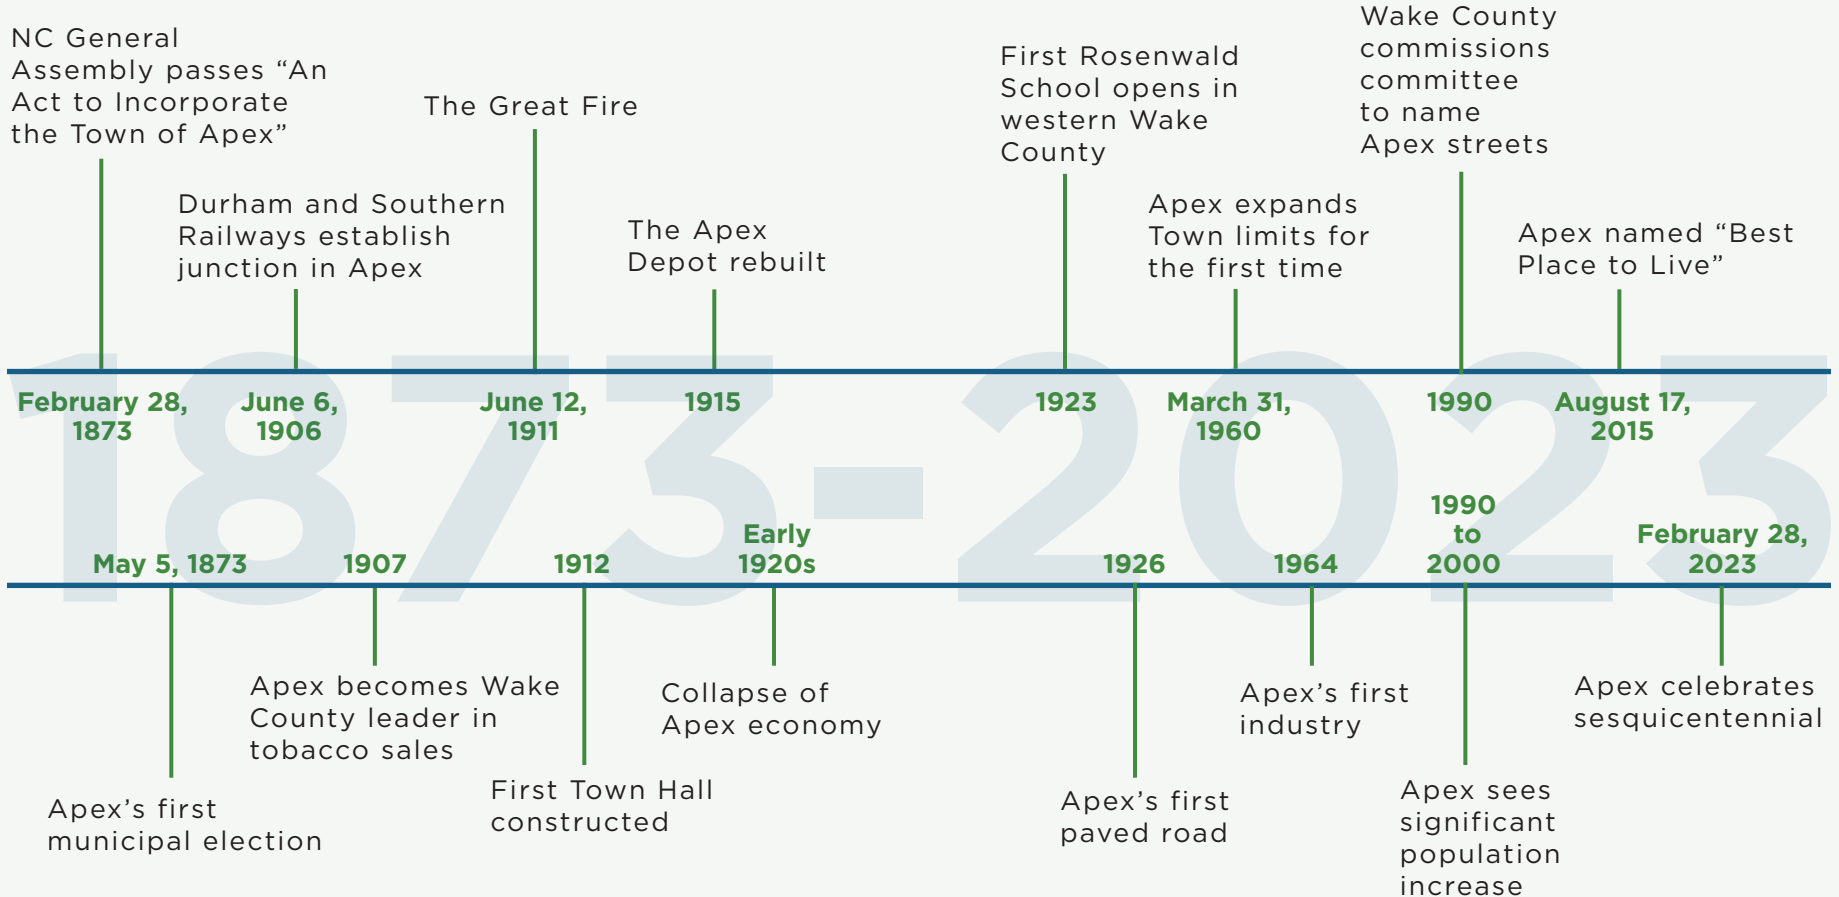 NC General
Assembly passes “An
Act to Incorporate
the Town of Apex”
Durham and Southern
Railways establish
junction in Apex
The Great Fire
The Apex
Depot rebuilt
First Rosenwald
School opens in
western Wake
County
Apex expands
Town limits for
the first time
Wake County
commissions
committee
to name
Apex streets
Apex named “Best
Place to Live”
1873-2023
February 28,
1873
June 6,
1906
June 12,
1911
1915
1923
March 31,
1960
1990
August 17,
2015
May 5, 1873
1907
1912
Early
1920s
1926
1964
1990
to
2000
February 28,
2023
Apex’s first
municipal election
Apex becomes Wake
County leader in
tobacco sales
First Town Hall
constructed
Collapse of
Apex economy
Apex’s first
paved road
Apex’s first
industry
Apex sees
significant
population
increase
Apex celebrates
sesquicentennial